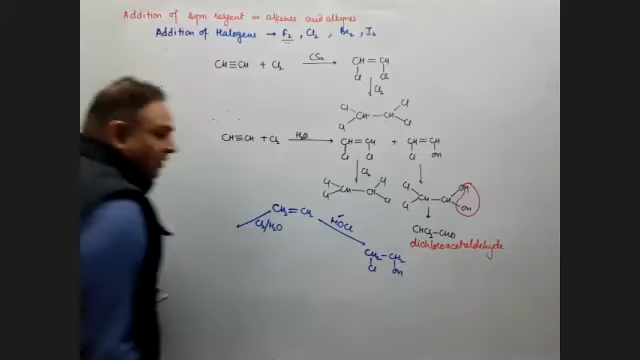 Addition of sym. reagent in alkenes and alkynes
Addition of Halogens → F₂, Cl₂, Br₂, I₂
CH≡CH + Cl₂ —CS₂→ CH=CH
Cl Cl
↓Cl₂
Cl Cl
CH-CH
Cl Cl
CH≡CH + Cl₂ —H₂O→ CH=CH + CH=CH
Cl Cl Cl OH
↓Cl₂ ↓
Cl Cl Cl OH
CH-CH CH-CH
Cl Cl Cl OH
↓
CHCl₂-CHO
dichloroacetaldehyde
CH₂=CH₂
Cl₂/H₂O HOCl
CH₂-CH₂
Cl OH